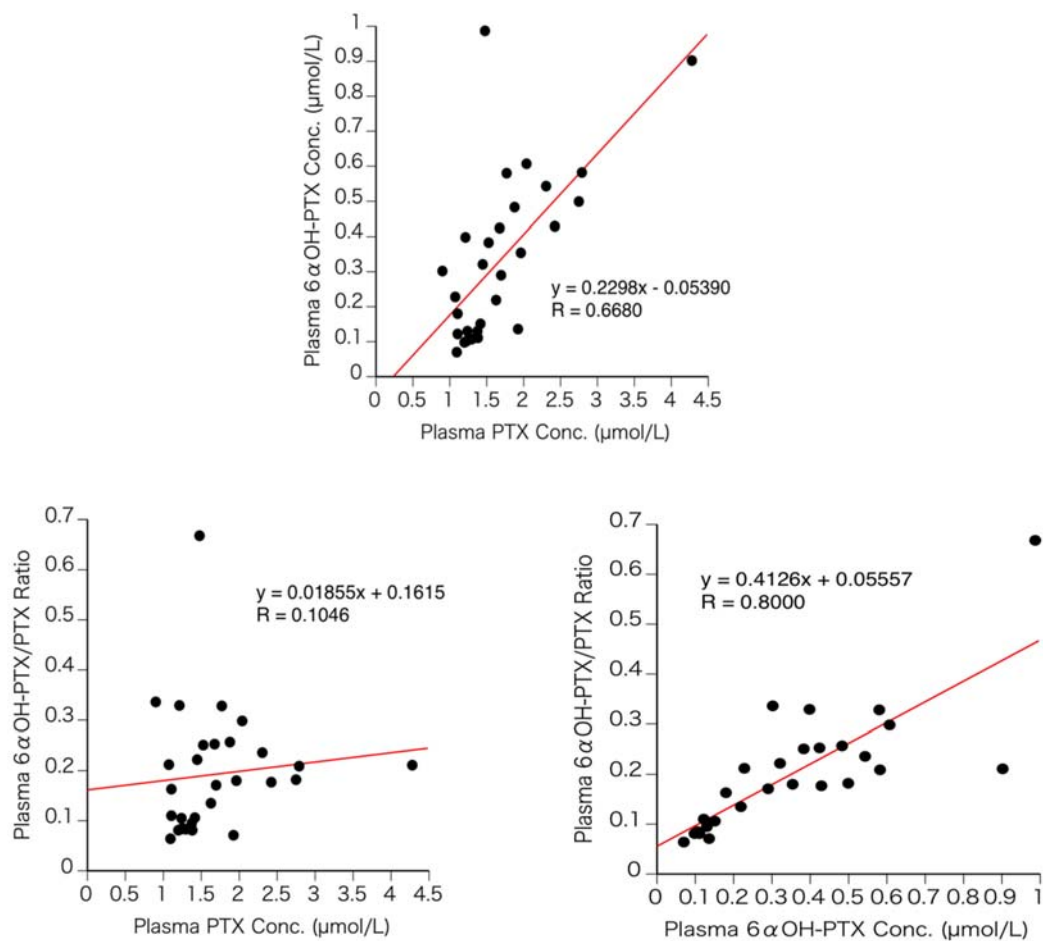 Plasma 6αOH-PTX Conc. (μmol/L)
1
0.9
0.8
0.7
0.6
0.5
0.4
0.3
0.2
0.1
0
y = 0.2298x - 0.05390
R = 0.6680
0 0.5 1 1.5 2 2.5 3 3.5 4 4.5
Plasma PTX Conc. (μmol/L)
Plasma 6αOH-PTX/PTX Ratio
0.7
0.6
0.5
0.4
0.3
0.2
0.1
0
y = 0.01855x + 0.1615
R = 0.1046
0 0.5 1 1.5 2 2.5 3 3.5 4 4.5
Plasma PTX Conc. (μmol/L)
Plasma 6αOH-PTX/PTX Ratio
0.7
0.6
0.5
0.4
0.3
0.2
0.1
0
y = 0.4126x + 0.05557
R = 0.8000
0 0.1 0.2 0.3 0.4 0.5 0.6 0.7 0.8 0.9 1
Plasma 6αOH-PTX Conc. (μmol/L)